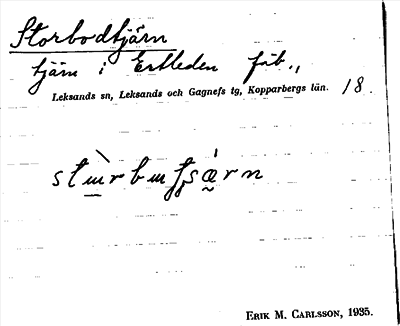 Storbodtjärn
tjärn i Ertleden fäb.,
Leksands sn, Leksands och Gagnefs tg, Kopparbergs län. 18.
ERIK M. CARLSSON, 1935.